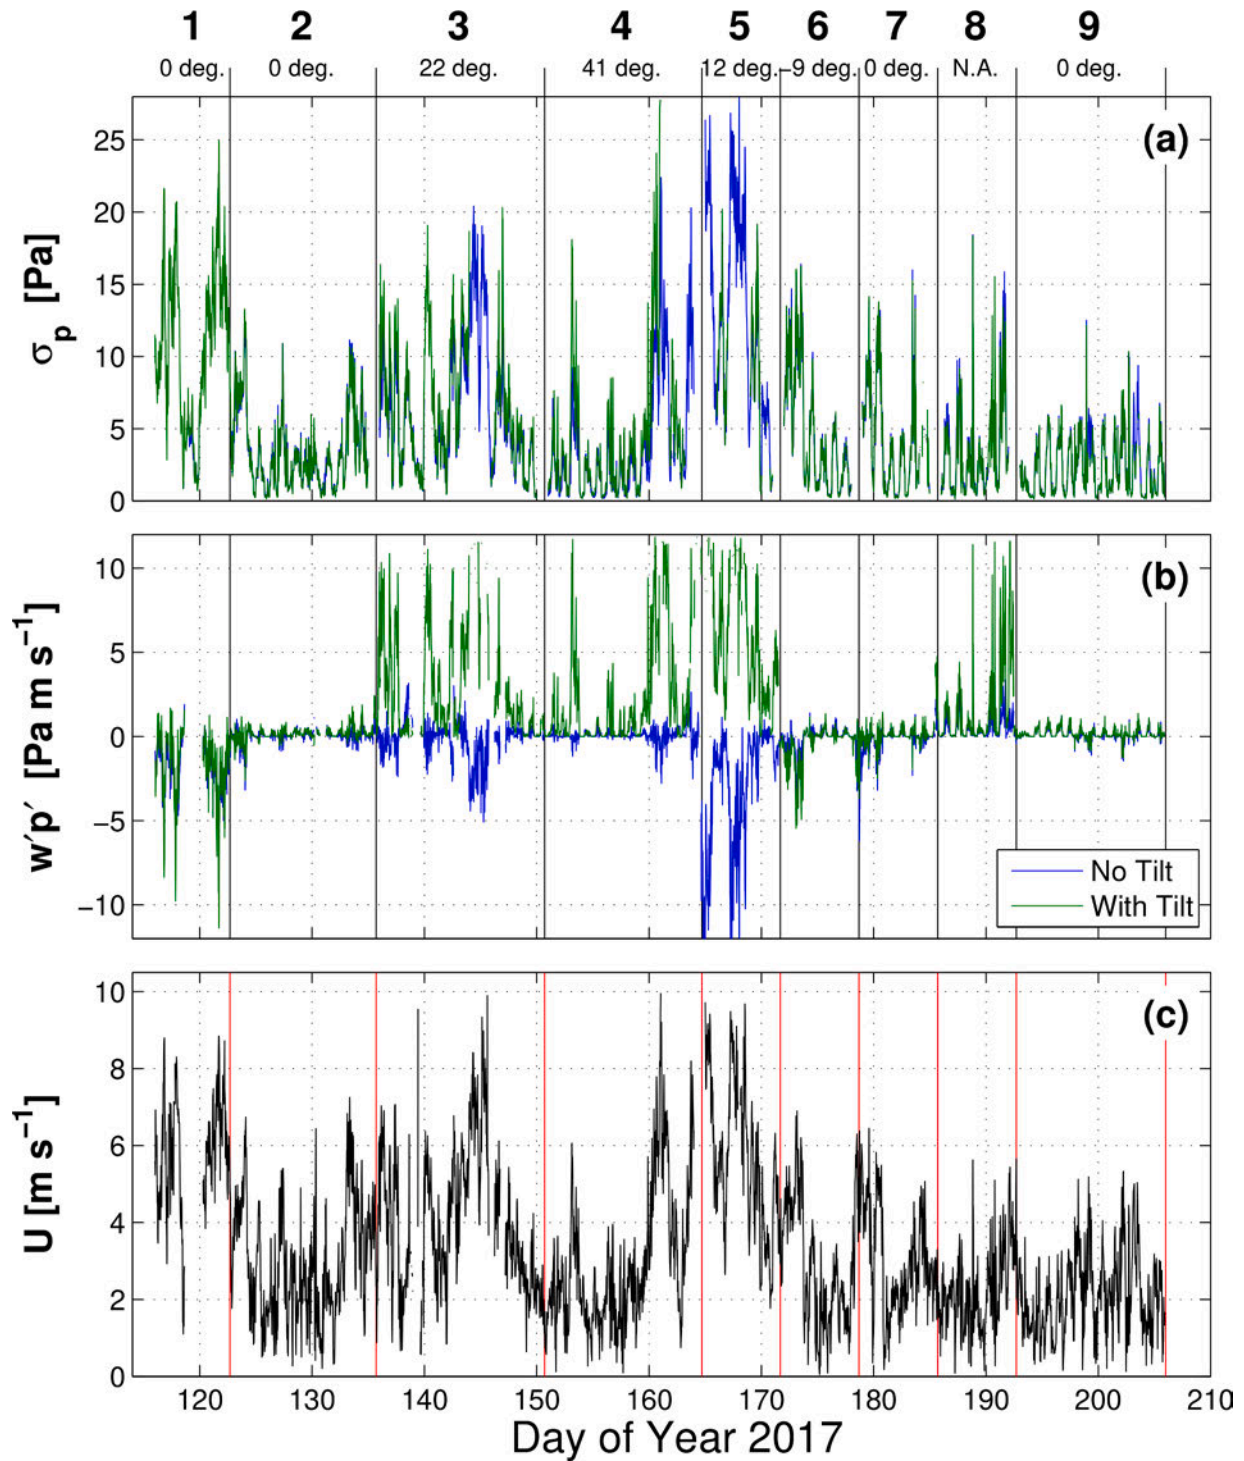 1 2 3 4 5 6 7 8 9
0 deg. 0 deg. 22 deg. 41 deg. 12 deg. −9 deg. 0 deg. N.A. 0 deg.
(a)
25
20
15
10
5
0
σp [Pa]
(b)
10
5
0
−5
−10
w′p′ [Pa m s−1]
No Tilt
With Tilt
(c)
10
8
6
4
2
0
U [m s−1]
120 130 140 150 160 170 180 190 200 210
Day of Year 2017